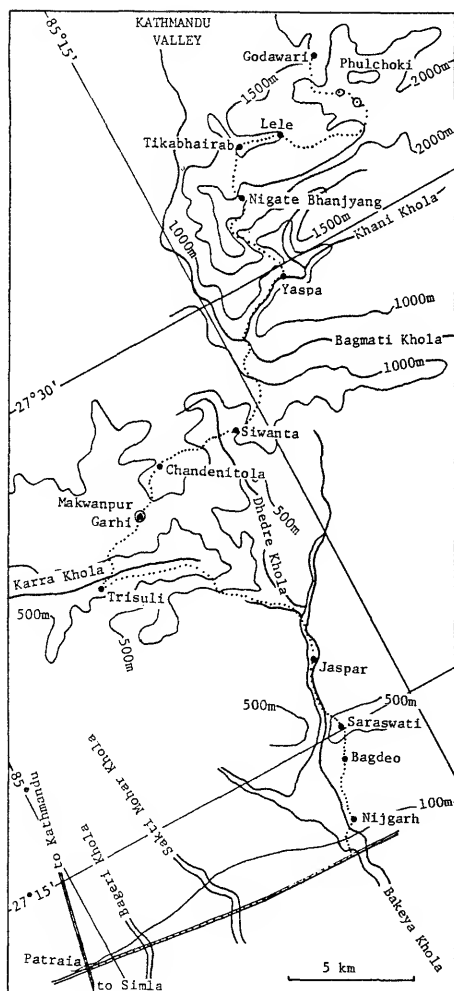 KATHMANDU
VALLEY
85°15'
Godawari
Phulchoki
2000m
1500m
Lele
Tikabhairab
2000m
Nigate Bhanjyang
1500m
Khani Khola
1000m
Yaspa
1000m
Bagmati Khola
1000m
27°30'
Siwanta
Chandenitola
500m
Dhedre Khola
Makwanpur
Garhi
Karra Khola
Trisuli
500m
500m
Jaspar
500m
500m
Saraswati
Bagdeo
85°
to Kathmandu
Sakti Mohar Khola
Bageri Khola
100m
Nijgarh
27°15'
Bakeya Khola
Patraia
to Simla
5 km